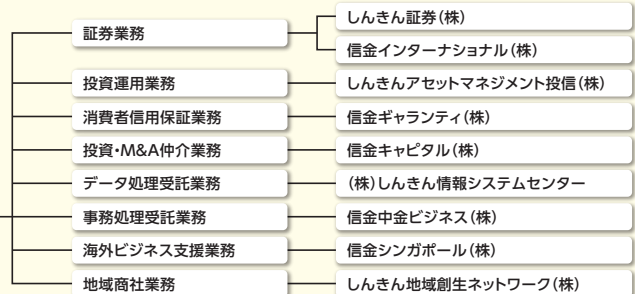 証券業務
しんきん証券(株)
信金インターナショナル(株)
投資運用業務
しんきんアセットマネジメント投信(株)
消費者信用保証業務
信金ギャランティ(株)
投資・M&A仲介業務
信金キャピタル(株)
データ処理受託業務
(株)しんきん情報システムセンター
事務処理受託業務
信金中金ビジネス(株)
海外ビジネス支援業務
信金シンガポール(株)
地域商社業務
しんきん地域創生ネットワーク(株)